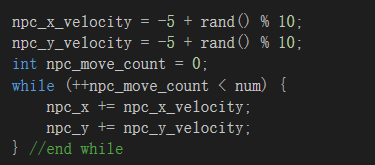 npc_x_velocity = -5 + rand() % 10;
npc_y_velocity = -5 + rand() % 10;
int npc_move_count = 0;
while (++npc_move_count < num) {
    npc_x += npc_x_velocity;
    npc_y += npc_y_velocity;
} //end while